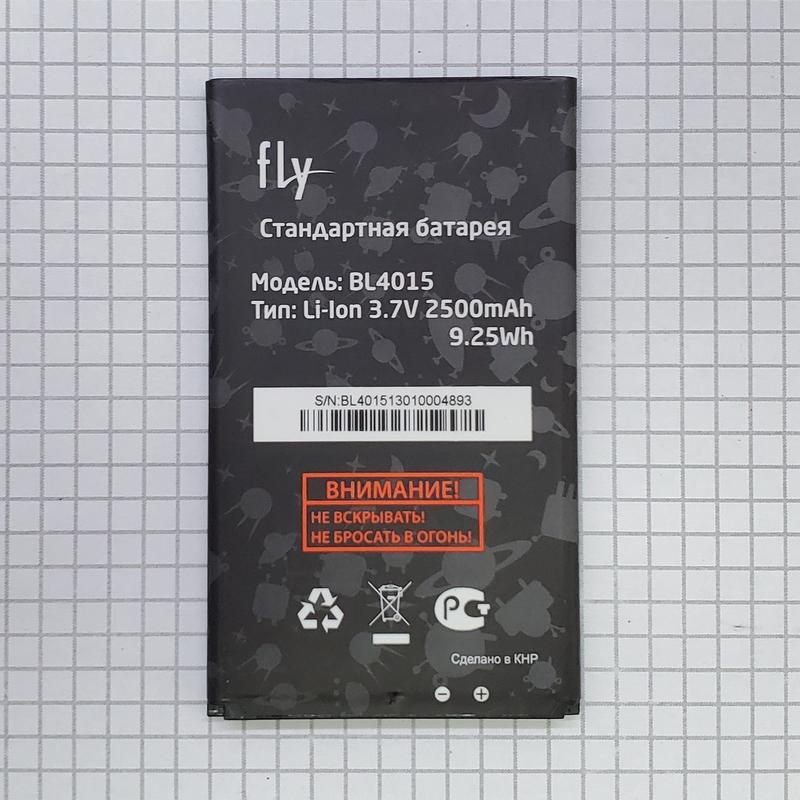 fly
Стандартная батарея
Модель: BL4015
Тип: Li-Ion 3.7V 2500mAh
9.25Wh
S/N:BL401513010004893
ВНИМАНИЕ!
НЕ ВСКРЫВАТЬ!
НЕ БРОСАТЬ В ОГОНЬ!
РСТ
Сделано в КНР